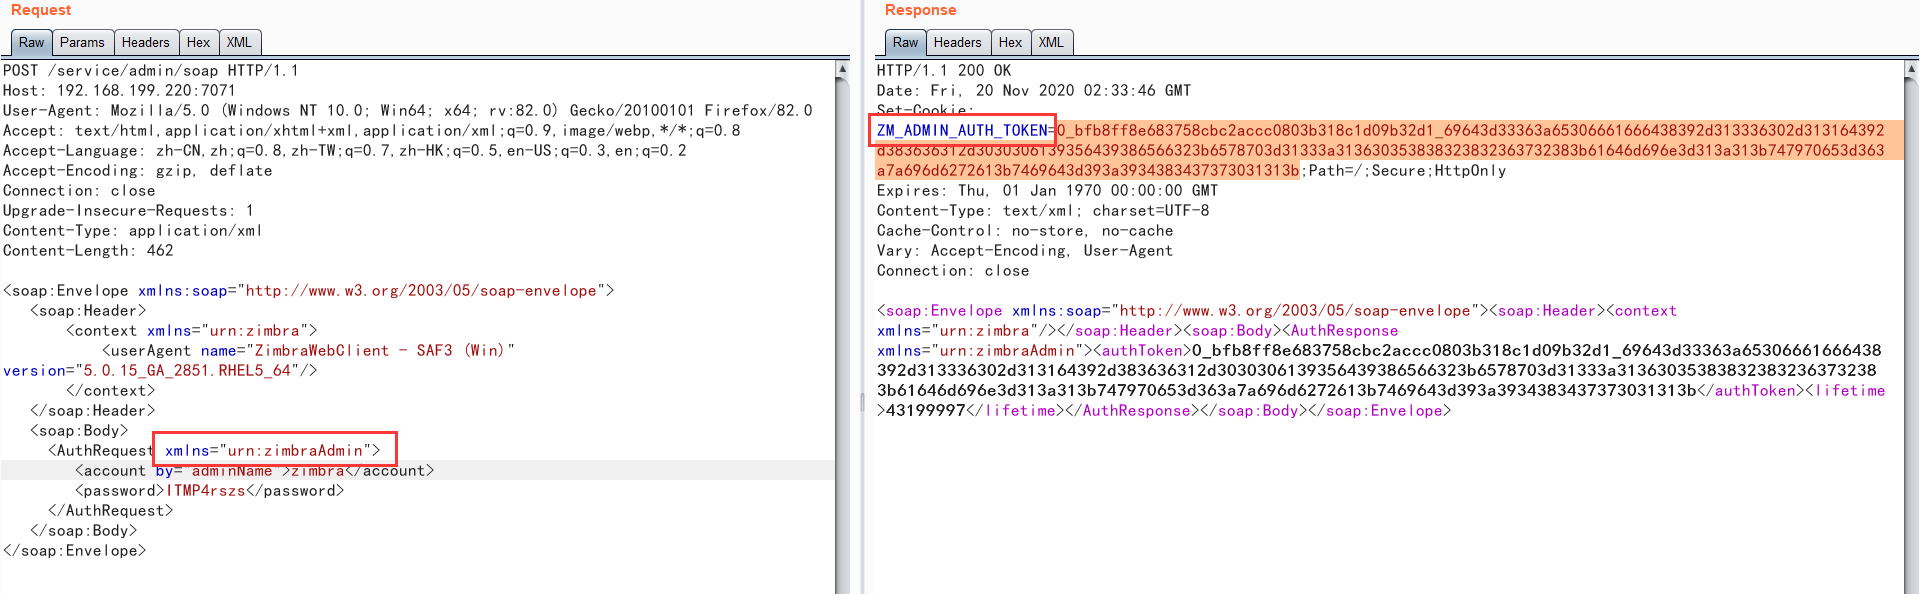 Request
Raw Params Headers Hex XML
POST /service/admin/soap HTTP/1.1
Host: 192.168.199.220:7071
User-Agent: Mozilla/5.0 (Windows NT 10.0; Win64; x64; rv:82.0) Gecko/20100101 Firefox/82.0
Accept: text/html,application/xhtml+xml,application/xml;q=0.9,image/webp,*/*;q=0.8
Accept-Language: zh-CN,zh;q=0.8,zh-TW;q=0.7,zh-HK;q=0.5,en-US;q=0.3,en;q=0.2
Accept-Encoding: gzip, deflate
Connection: close
Upgrade-Insecure-Requests: 1
Content-Type: application/xml
Content-Length: 462
<soap:Envelope xmlns:soap="http://www.w3.org/2003/05/soap-envelope">
<soap:Header>
<context xmlns="urn:zimbra">
<userAgent name="ZimbraWebClient - SAF3 (Win)"
version="5.0.15_GA_2851.RHEL5_64"/>
</context>
</soap:Header>
<soap:Body>
<AuthRequest xmlns="urn:zimbraAdmin">
<account by="adminName">zimbra</account>
<password>ITMP4rszs</password>
</AuthRequest>
</soap:Body>
</soap:Envelope>
Response
Raw Headers Hex XML
HTTP/1.1 200 OK
Date: Fri, 20 Nov 2020 02:33:46 GMT
Set-Cookie:
ZM_ADMIN_AUTH_TOKEN=0_bfb8ff8e683758cbc2accc0803b318c1d09b32d1_69643d33363a65306661666438392d313336302d313164392
d383636312d3030306139356439386566323b6578703d31333a313630353838323832363732383b61646d696e3d313a313b747970653d363
a7a696d6272613b7469643d393a3934383437373031313b;Path=/;Secure;HttpOnly
Expires: Thu, 01 Jan 1970 00:00:00 GMT
Content-Type: text/xml; charset=UTF-8
Cache-Control: no-store, no-cache
Vary: Accept-Encoding, User-Agent
Connection: close
<soap:Envelope xmlns:soap="http://www.w3.org/2003/05/soap-envelope"><soap:Header><context
xmlns="urn:zimbra"/></soap:Header><soap:Body><AuthResponse
xmlns="urn:zimbraAdmin"><authToken>0_bfb8ff8e683758cbc2accc0803b318c1d09b32d1_69643d33363a65306661666438
392d313336302d313164392d383636312d3030306139356439386566323b6578703d31333a31363035383832383236373238
3b61646d696e3d313a313b747970653d363a7a696d6272613b7469643d393a3934383437373031313b</authToken><lifetime
>43199997</lifetime></AuthResponse></soap:Body></soap:Envelope>